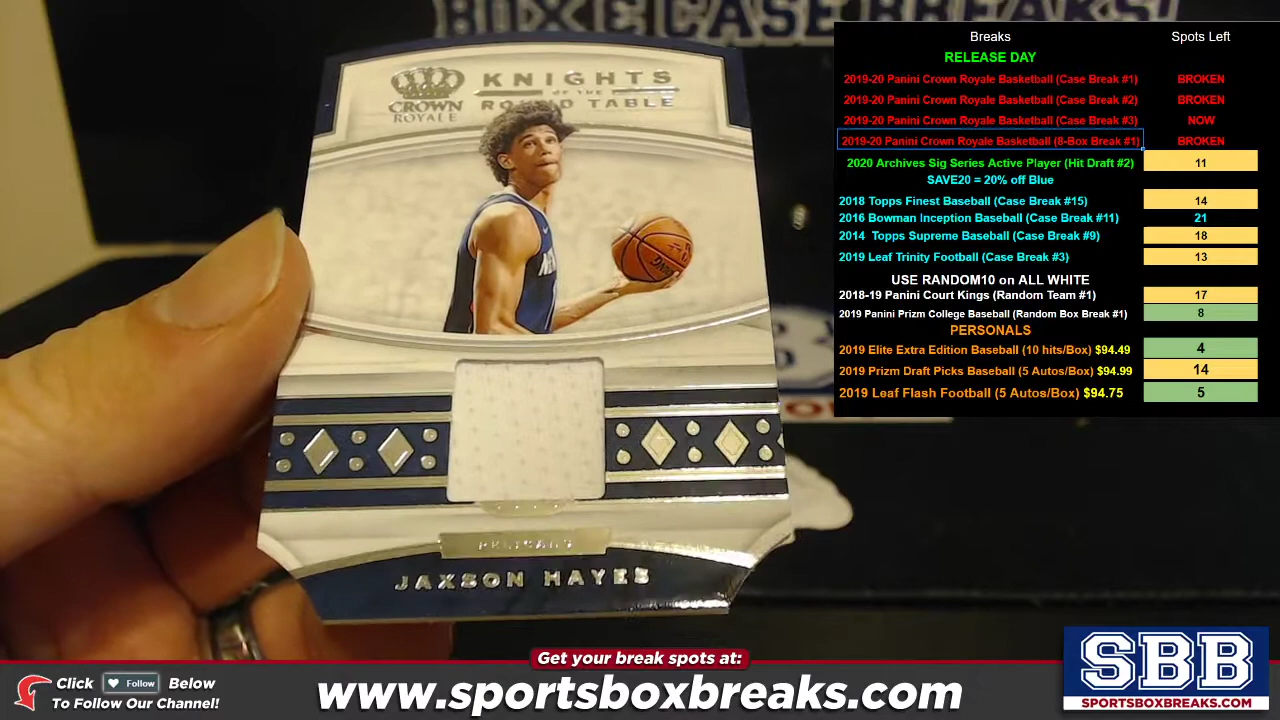 BOXE CASE BREAKS!
CROWN
ROYALE
KNIGHTS
OF THE
ROUND TABLE
PELICANS
JAXSON HAYES
Breaks Spots Left
RELEASE DAY
2019-20 Panini Crown Royale Basketball (Case Break #1) BROKEN
2019-20 Panini Crown Royale Basketball (Case Break #2) BROKEN
2019-20 Panini Crown Royale Basketball (Case Break #3) NOW
2019-20 Panini Crown Royale Basketball (8-Box Break #1) BROKEN
2020 Archives Sig Series Active Player (Hit Draft #2) 11
SAVE20 = 20% off Blue
2018 Topps Finest Baseball (Case Break #15) 14
2016 Bowman Inception Baseball (Case Break #11) 21
2014 Topps Supreme Baseball (Case Break #9) 18
2019 Leaf Trinity Football (Case Break #3) 13
USE RANDOM10 on ALL WHITE
2018-19 Panini Court Kings (Random Team #1) 17
2019 Panini Prizm College Baseball (Random Box Break #1) 8
PERSONALS
2019 Elite Extra Edition Baseball (10 hits/Box) $94.49 4
2019 Prizm Draft Picks Baseball (5 Autos/Box) $94.99 14
2019 Leaf Flash Football (5 Autos/Box) $94.75 5
Get your break spots at:
Click Follow Below
To Follow Our Channel!
www.sportsboxbreaks.com
SBB
SPORTSBOXBREAKS.COM